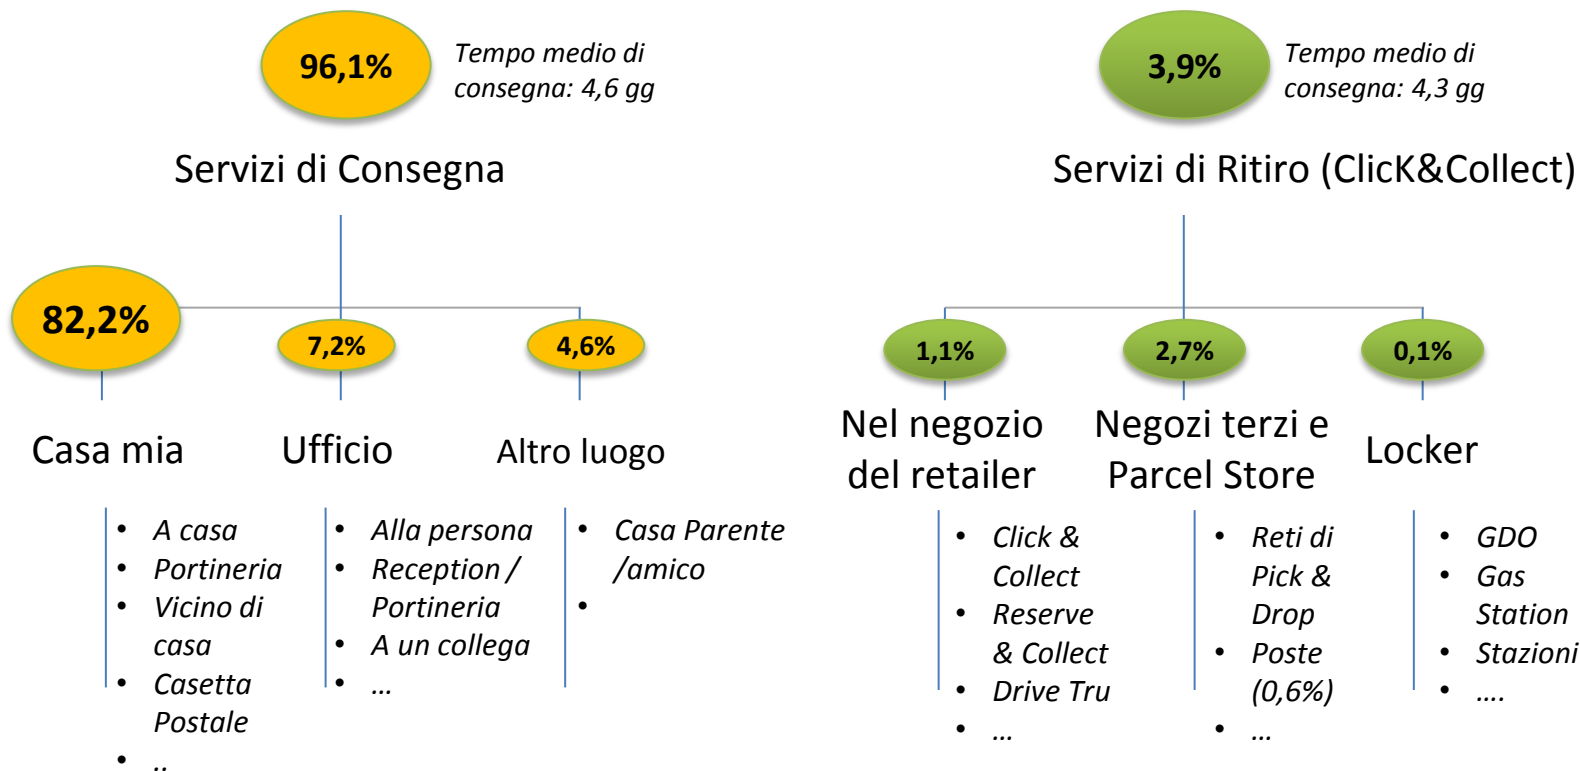 96,1%
Tempo medio di
consegna: 4,6 gg
Servizi di Consegna
82,2%
7,2%
4,6%
Casa mia
Ufficio
Altro luogo
• A casa
• Portineria
• Vicino di
casa
• Casetta
Postale
• ..
• Alla persona
• Reception /
Portineria
• A un collega
• ...
• Casa Parente
/amico
•
3,9%
Tempo medio di
consegna: 4,3 gg
Servizi di Ritiro (ClicK&Collect)
1,1%
2,7%
0,1%
Nel negozio
del retailer
Negozi terzi e
Parcel Store
Locker
• Click &
Collect
• Reserve
& Collect
• Drive Tru
• ...
• Reti di
Pick &
Drop
• Poste
(0,6%)
• ...
• GDO
• Gas
Station
• Stazioni
• ....